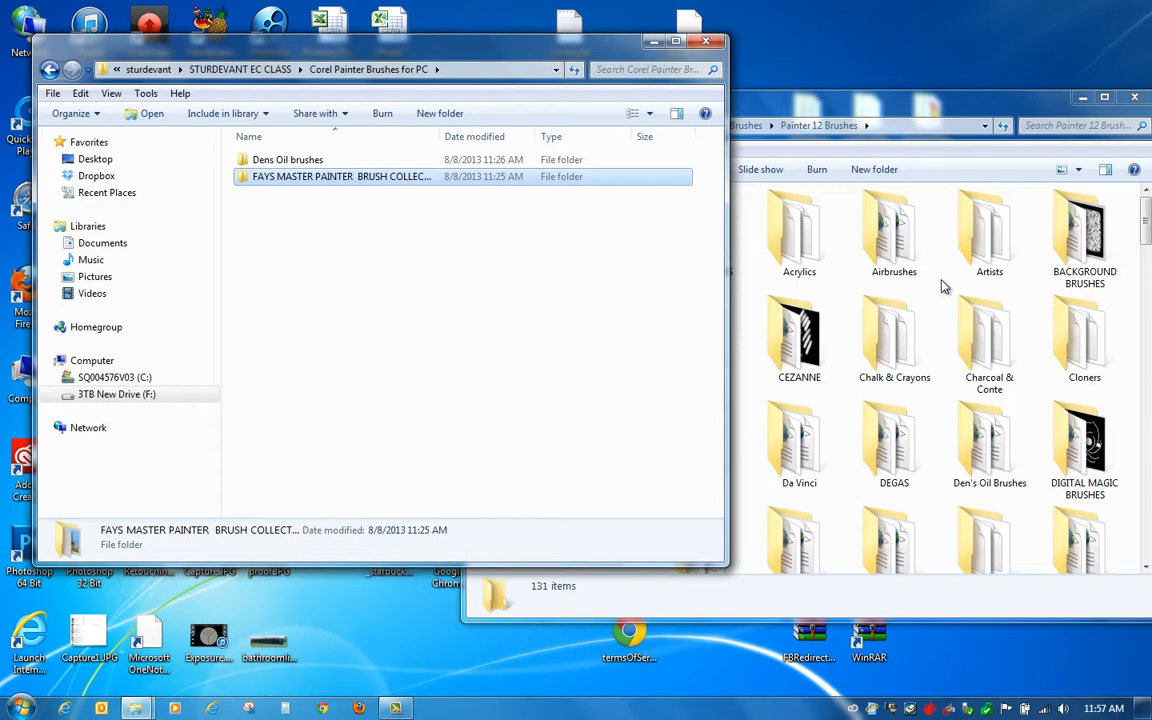 sturdevant
STURDEVANT EC CLASS
Corel Painter Brushes for PC
Search Corel Painter Br...
File Edit View Tools Help
Organize Open Include in library Share with Burn New folder
Name Date modified Type Size
Dens Oil brushes 8/8/2013 11:26 AM File folder
FAYS MASTER PAINTER BRUSH COLLEC... 8/8/2013 11:25 AM File folder
Favorites
Desktop
Dropbox
Recent Places
Libraries
Documents
Music
Pictures
Videos
Homegroup
Computer
SQ004576V03 (C:)
3TB New Drive (F:)
Network
FAYS MASTER PAINTER BRUSH COLLECT... Date modified: 8/8/2013 11:25 AM
File folder
Brushes
Painter 12 Brushes
Search Painter 12 Brush...
Slide show Burn New folder
Acrylics
Airbrushes
Artists
BACKGROUND
BRUSHES
CEZANNE
Chalk & Crayons
Charcoal &
Conte
Cloners
Da Vinci
DEGAS
Den's Oil Brushes
DIGITAL MAGIC
BRUSHES
131 items
Photoshop
64 Bit
Photoshop
32 Bit
Launch
Intern...
Capture1.JPG
Microsoft
OneNot...
Exposure...
bathroomli...
termsOfSer...
FBRedirect...
WinRAR
11:57 AM